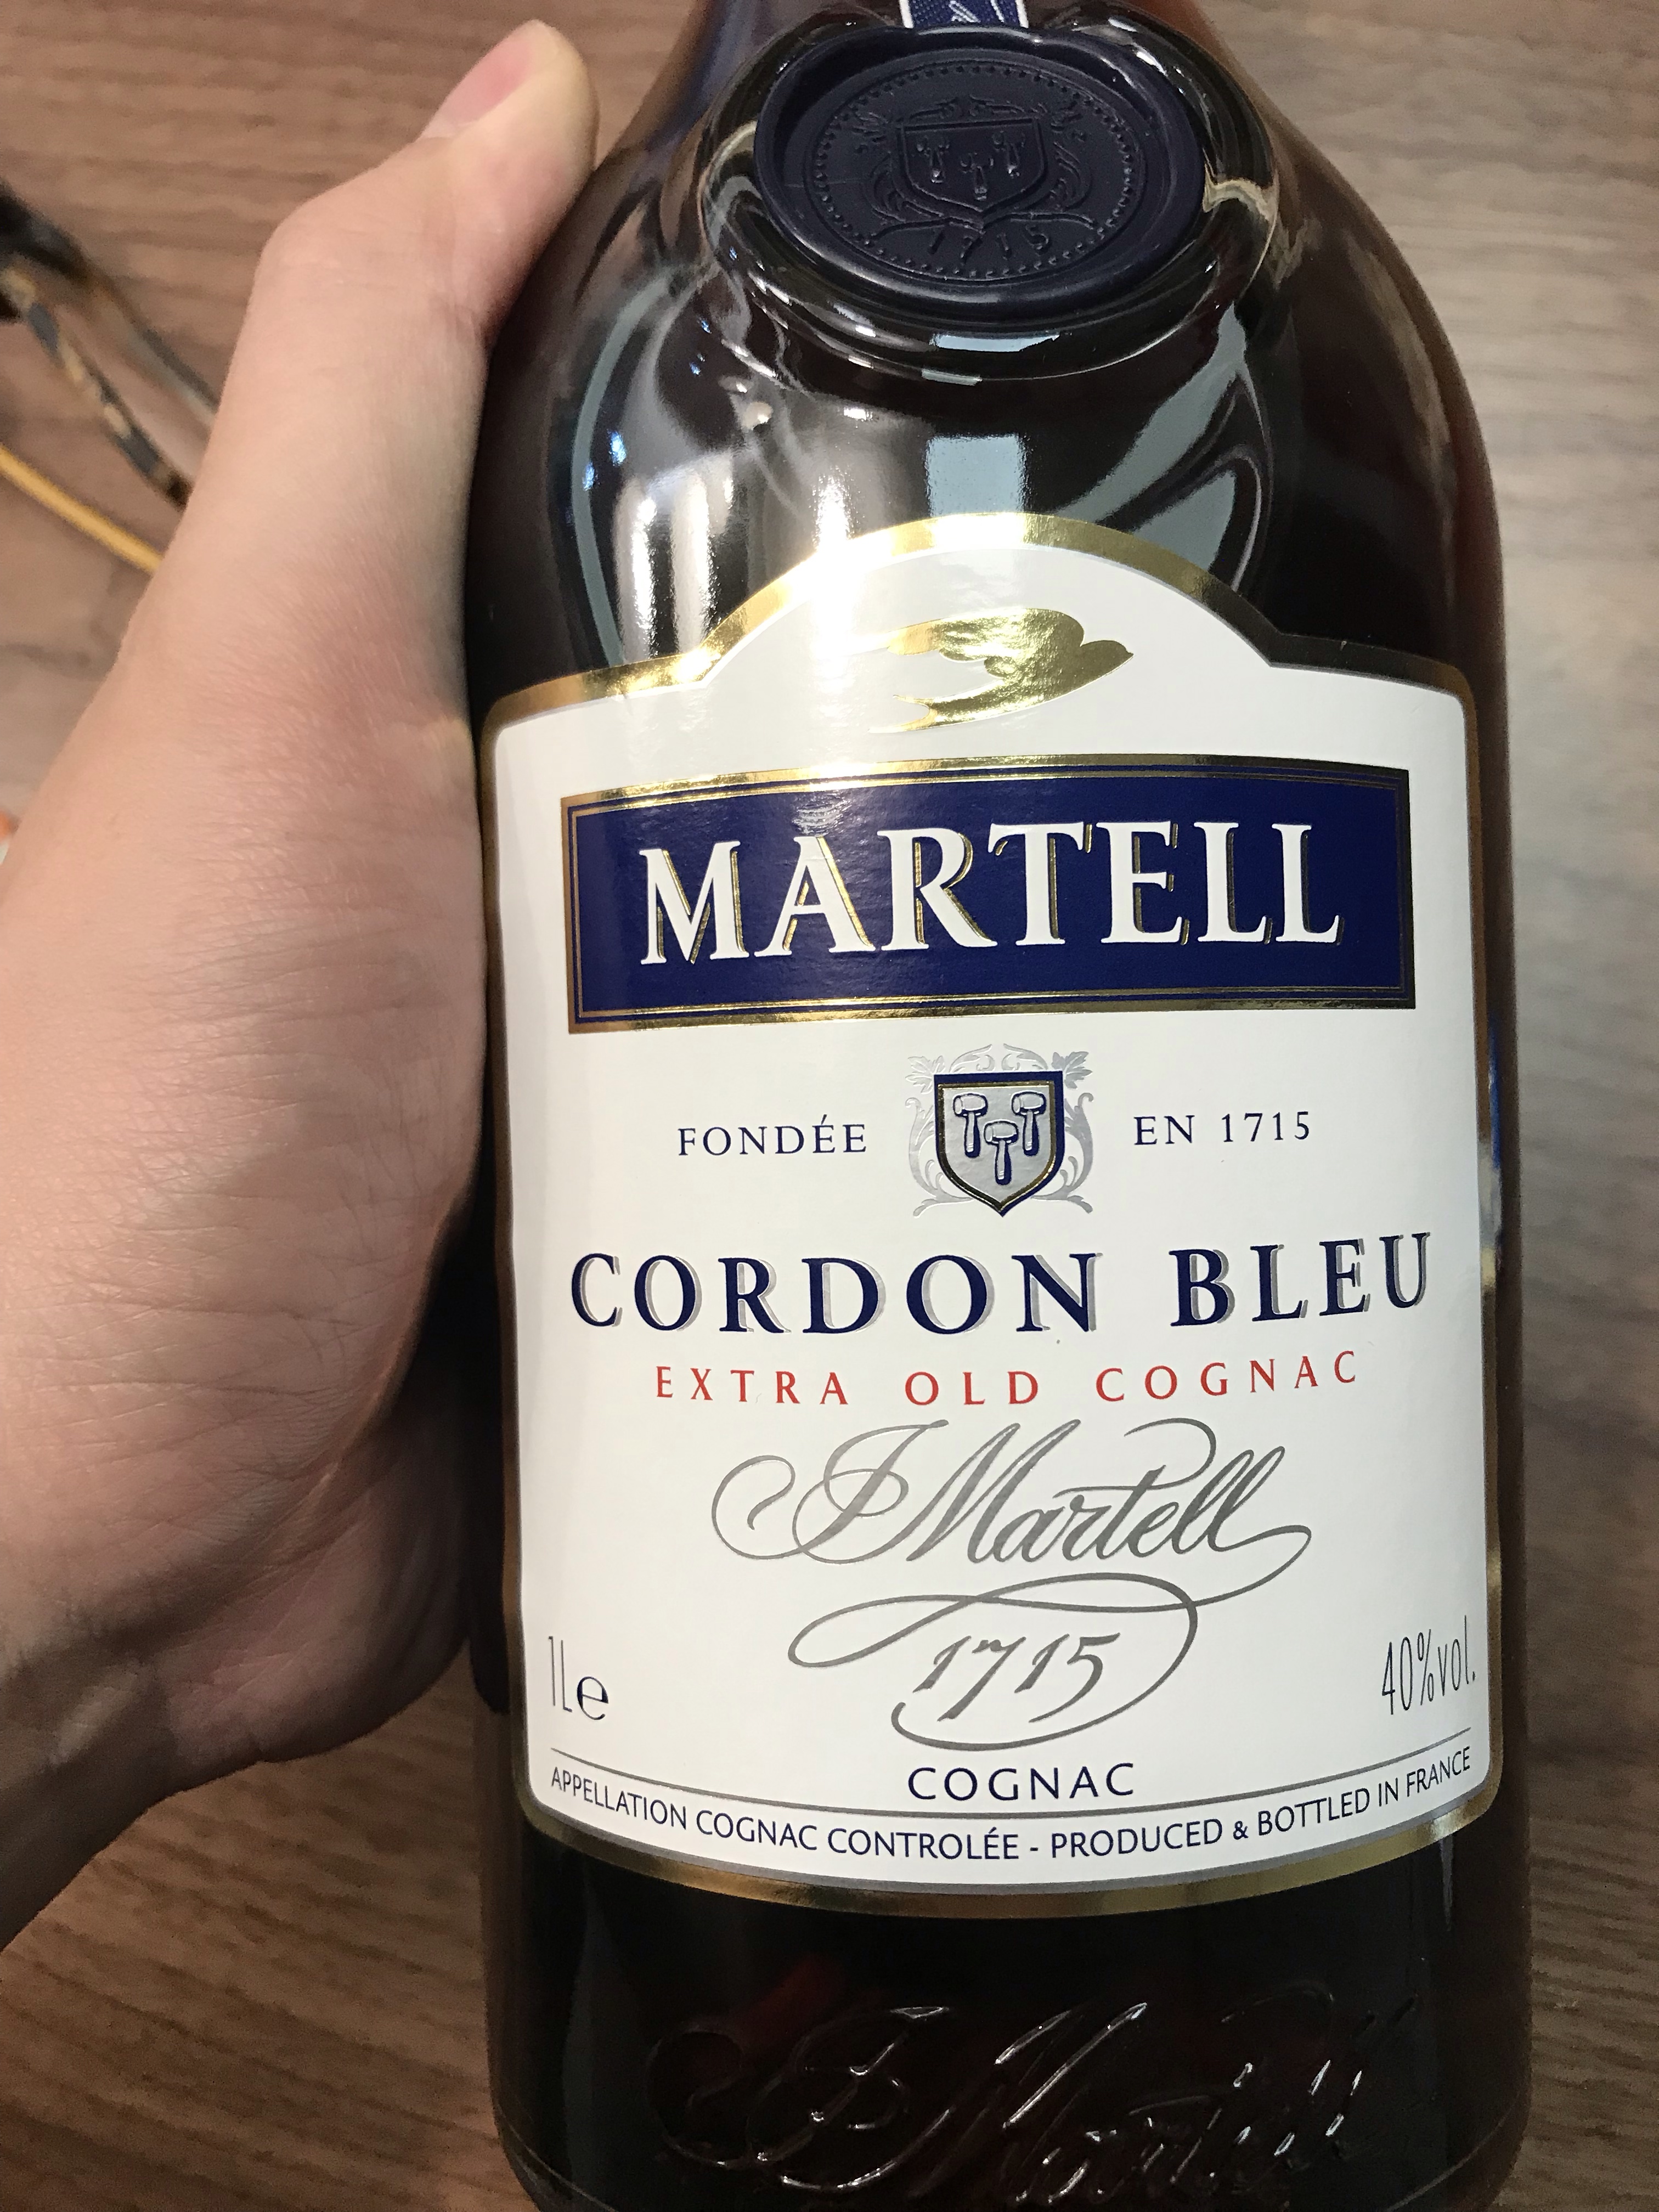 1715
MARTELL
FONDÉE EN 1715
CORDON BLEU
EXTRA OLD COGNAC
J Martell
1715
1Le 40%vol.
COGNAC
APPELLATION COGNAC CONTROLÉE - PRODUCED & BOTTLED IN FRANCE
J Martell